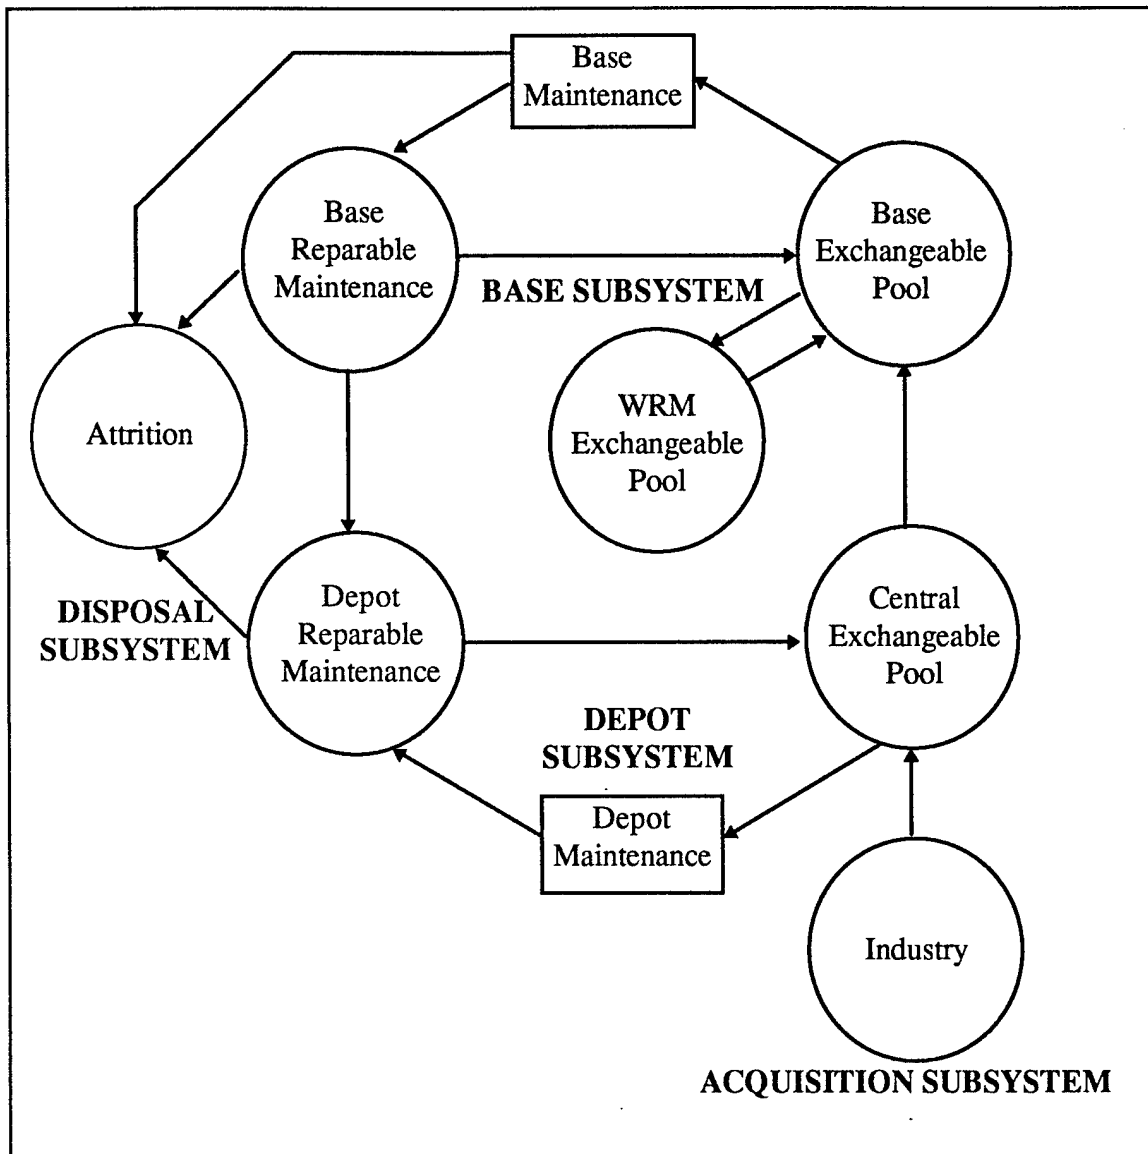 Base
Maintenance
Base
Reparable
Maintenance
Base
Exchangeable
Pool
BASE SUBSYSTEM
Attrition
WRM
Exchangeable
Pool
DISPOSAL
SUBSYSTEM
Depot
Reparable
Maintenance
Central
Exchangeable
Pool
DEPOT
SUBSYSTEM
Depot
Maintenance
Industry
ACQUISITION SUBSYSTEM